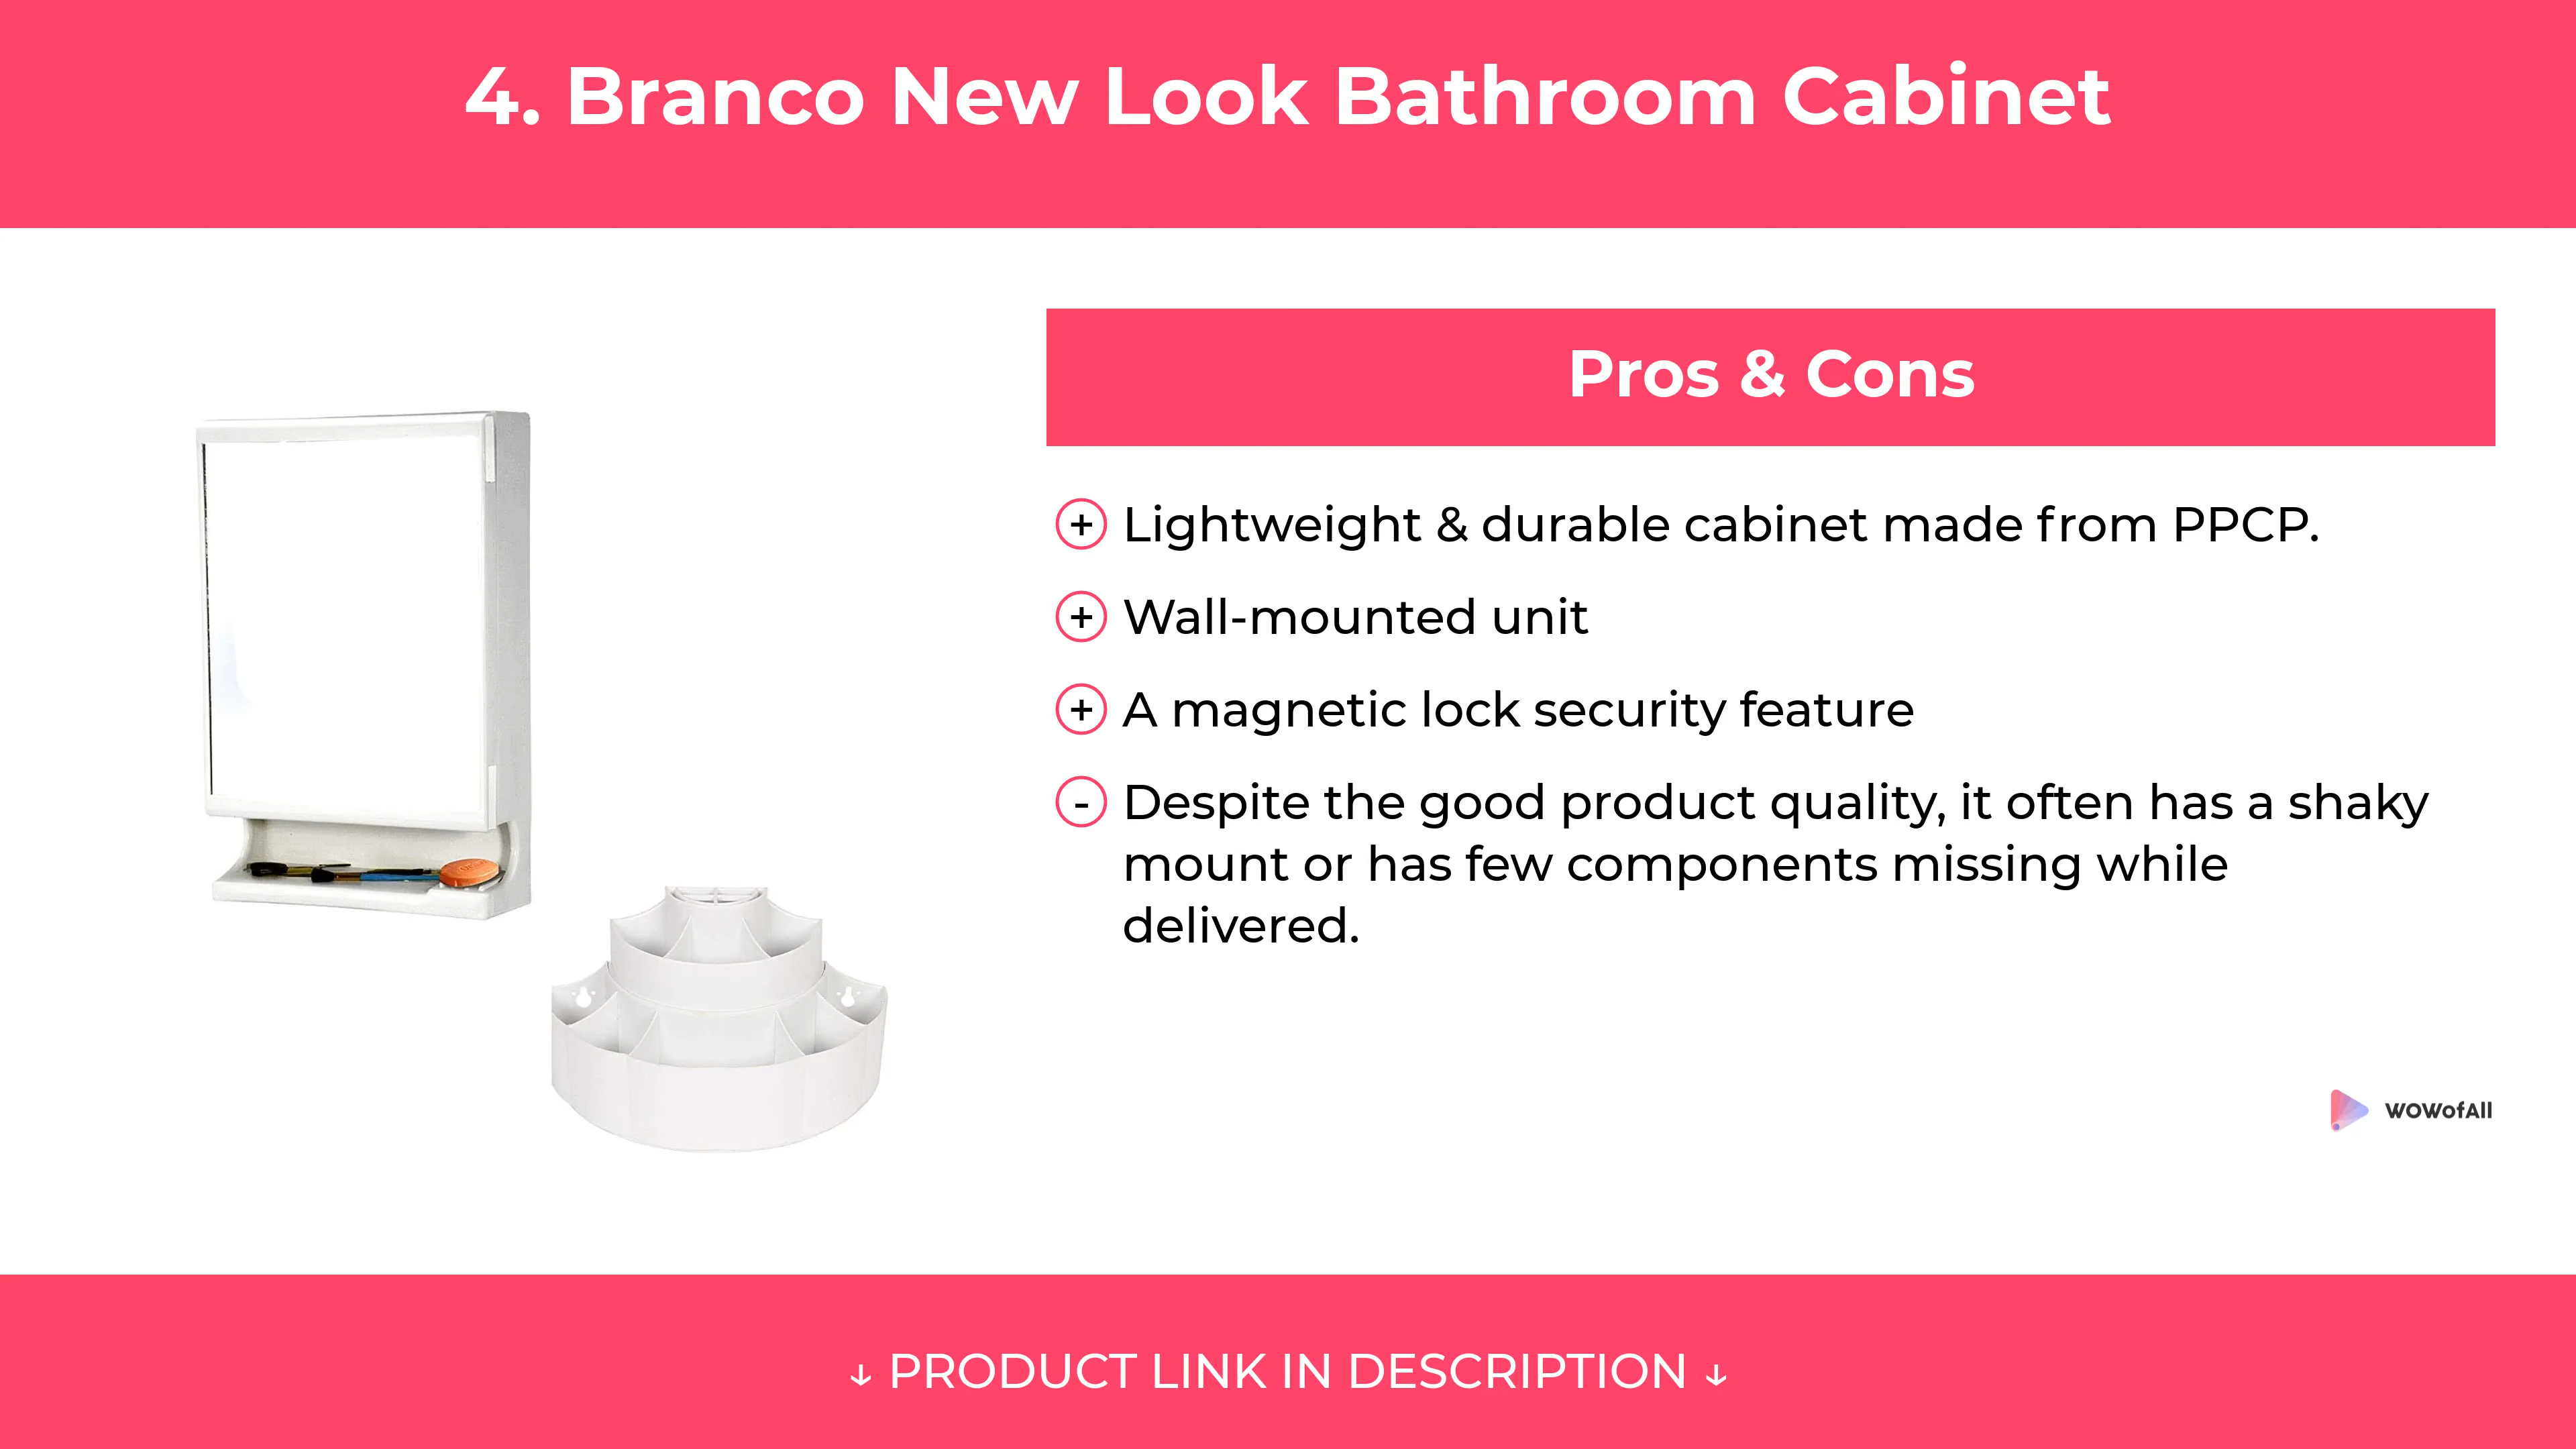 4. Branco New Look Bathroom Cabinet
Pros & Cons
+ Lightweight & durable cabinet made from PPCP.
+ Wall-mounted unit
+ A magnetic lock security feature
- Despite the good product quality, it often has a shaky
mount or has few components missing while
delivered.
WOWofAll
↓ PRODUCT LINK IN DESCRIPTION ↓